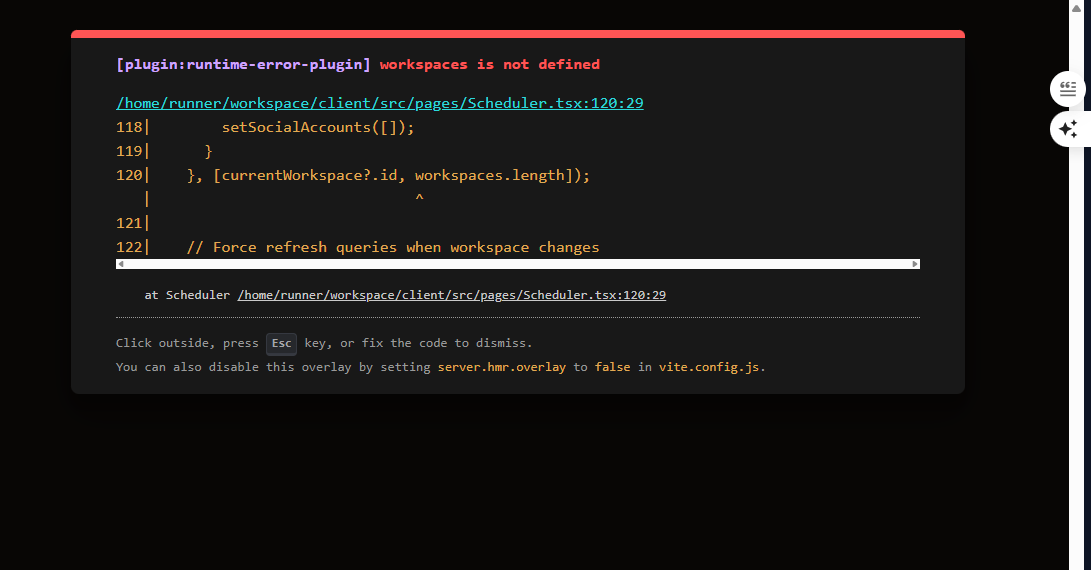 [plugin:runtime-error-plugin] workspaces is not defined
/home/runner/workspace/client/src/pages/Scheduler.tsx:120:29
118|        setSocialAccounts([]);
119|      }
120|    }, [currentWorkspace?.id, workspaces.length]);
   |                              ^
121|
122|    // Force refresh queries when workspace changes
at Scheduler /home/runner/workspace/client/src/pages/Scheduler.tsx:120:29
Click outside, press Esc key, or fix the code to dismiss.
You can also disable this overlay by setting server.hmr.overlay to false in vite.config.js.